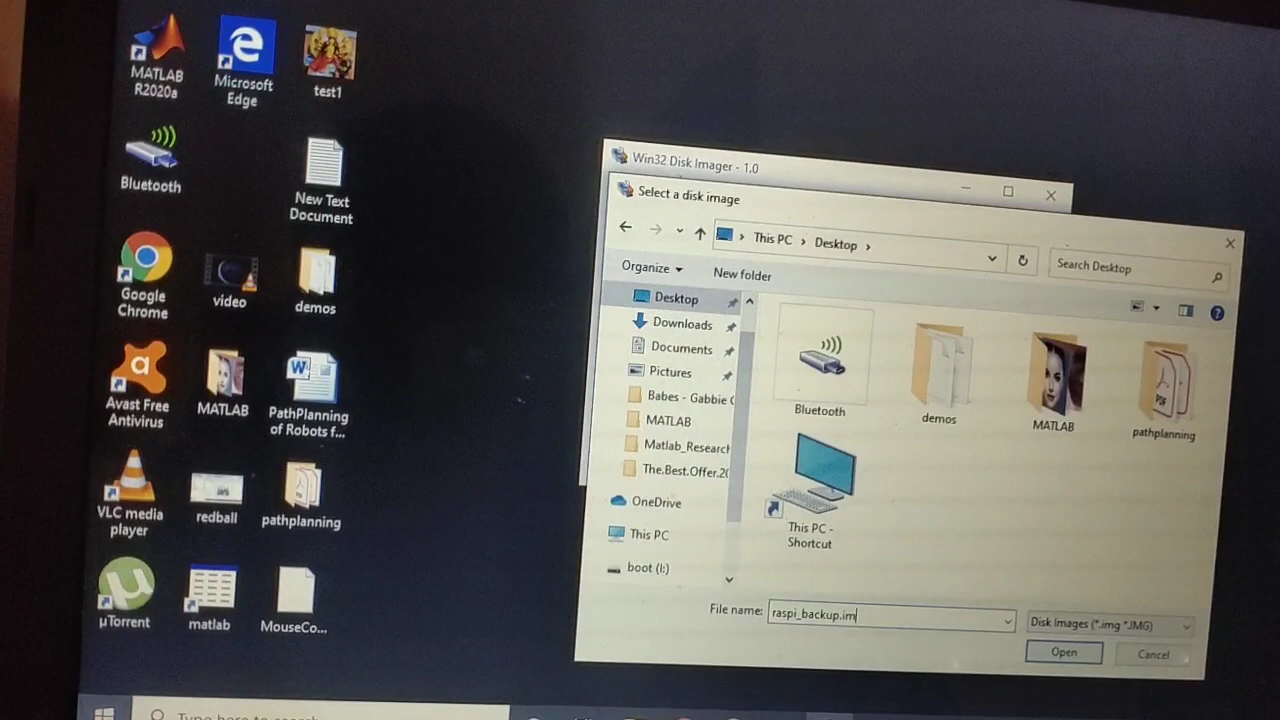 MATLAB
R2020a
Microsoft
Edge
test1
Bluetooth
New Text
Document
Google
Chrome
video
demos
Avast Free
Antivirus
MATLAB
PathPlanning
of Robots f...
VLC media
player
redball
pathplanning
µTorrent
matlab
MouseCo...
Win32 Disk Imager - 1.0
Select a disk image
This PC > Desktop >
Search Desktop
Organize
New folder
Desktop
Downloads
Documents
Pictures
Babes - Gabbie C
MATLAB
Matlab_Research
The.Best.Offer.20
OneDrive
This PC
boot (I:)
Bluetooth
demos
MATLAB
PDF
pathplanning
This PC -
Shortcut
File name: raspi_backup.im
Disk Images (*.img *.IMG)
Open
Cancel